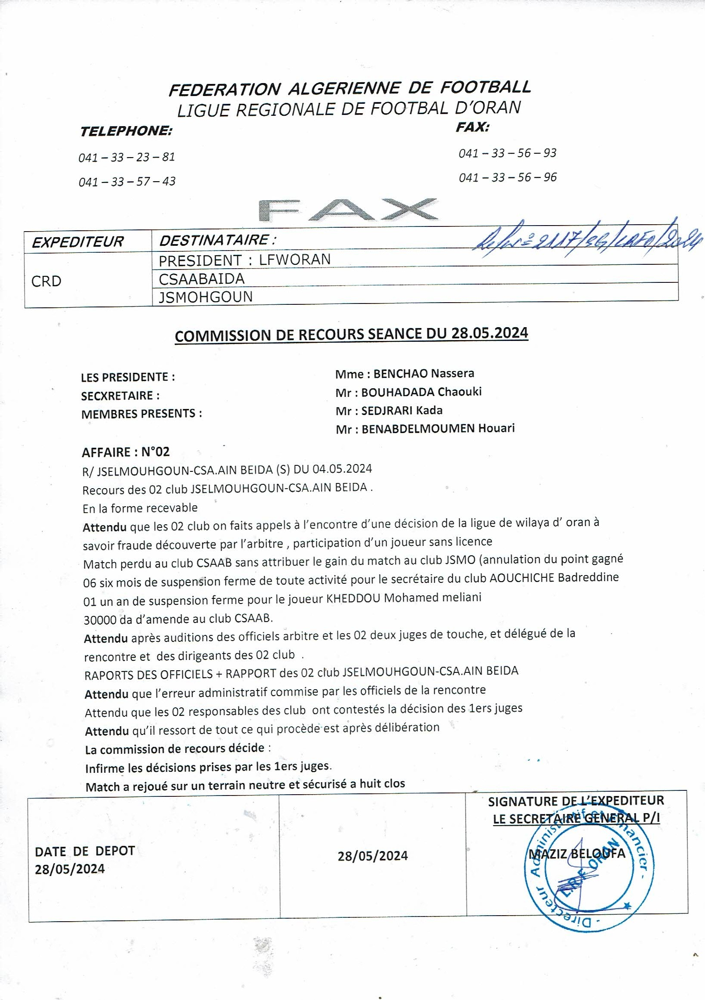 FEDERATION ALGERIENNE DE FOOTBALL
LIGUE REGIONALE DE FOOTBAL D'ORAN
TELEPHONE: FAX:
041 – 33 – 23 – 81 041 – 33 – 56 – 93
041 – 33 – 57 – 43 041 – 33 – 56 – 96
FAX
EXPEDITEUR DESTINATAIRE : Ref/N°2117/SG/LRFO/2024
PRESIDENT : LFWORAN
CRD CSAABAIDA
JSMOHGOUN
COMMISSION DE RECOURS SEANCE DU 28.05.2024
LES PRESIDENTE : Mme : BENCHAO Nassera
SECXRETAIRE : Mr : BOUHADADA Chaouki
MEMBRES PRESENTS : Mr : SEDJRARI Kada
Mr : BENABDELMOUMEN Houari
AFFAIRE : N°02
R/ JSELMOUHGOUN-CSA.AIN BEIDA (S) DU 04.05.2024
Recours des 02 club JSELMOUHGOUN-CSA.AIN BEIDA .
En la forme recevable
Attendu que les 02 club on faits appels à l'encontre d'une décision de la ligue de wilaya d' oran à
savoir fraude découverte par l'arbitre , participation d'un joueur sans licence
Match perdu au club CSAAB sans attribuer le gain du match au club JSMO (annulation du point gagné
06 six mois de suspension ferme de toute activité pour le secrétaire du club AOUCHICHE Badreddine
01 un an de suspension ferme pour le joueur KHEDDOU Mohamed meliani
30000 da d'amende au club CSAAB.
Attendu après auditions des officiels arbitre et les 02 deux juges de touche, et délégué de la
rencontre et des dirigeants des 02 club .
RAPORTS DES OFFICIELS + RAPPORT des 02 club JSELMOUHGOUN-CSA.AIN BEIDA
Attendu que l'erreur administratif commise par les officiels de la rencontre
Attendu que les 02 responsables des club ont contestés la décision des 1ers juges
Attendu qu'il ressort de tout ce qui procède est après délibération
La commission de recours décide :
Infirme les décisions prises par les 1ers juges.
Match a rejoué sur un terrain neutre et sécurisé a huit clos
SIGNATURE DE L'EXPEDITEUR
LE SECRETAIRE GENERAL P/I
DATE DE DEPOT
28/05/2024
28/05/2024
MAZIZ BELOUFA
- Directeur Administratif et Financier -
L.R.F ORAN